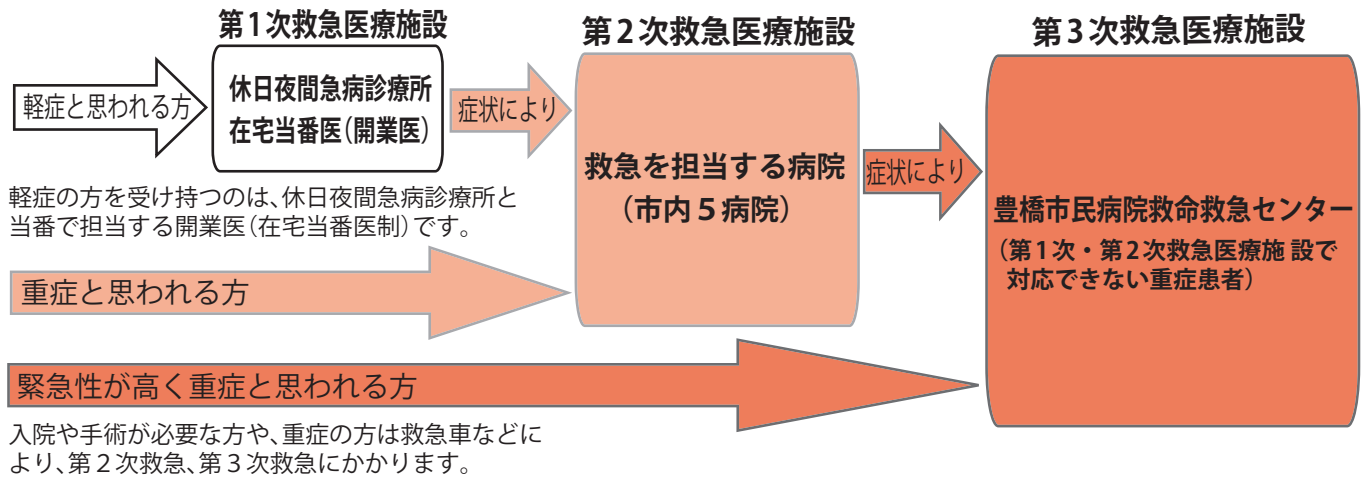 第1次救急医療施設
軽症と思われる方
休日夜間急病診療所
在宅当番医(開業医)
症状により
軽症の方を受け持つのは、休日夜間急病診療所と
当番で担当する開業医(在宅当番医制)です。
第2次救急医療施設
重症と思われる方
救急を担当する病院
(市内5病院)
症状により
第3次救急医療施設
緊急性が高く重症と思われる方
豊橋市民病院救命救急センター
(第1次・第2次救急医療施 設で
対応できない重症患者)
入院や手術が必要な方や、重症の方は救急車などに
より、第2次救急、第3次救急にかかります。